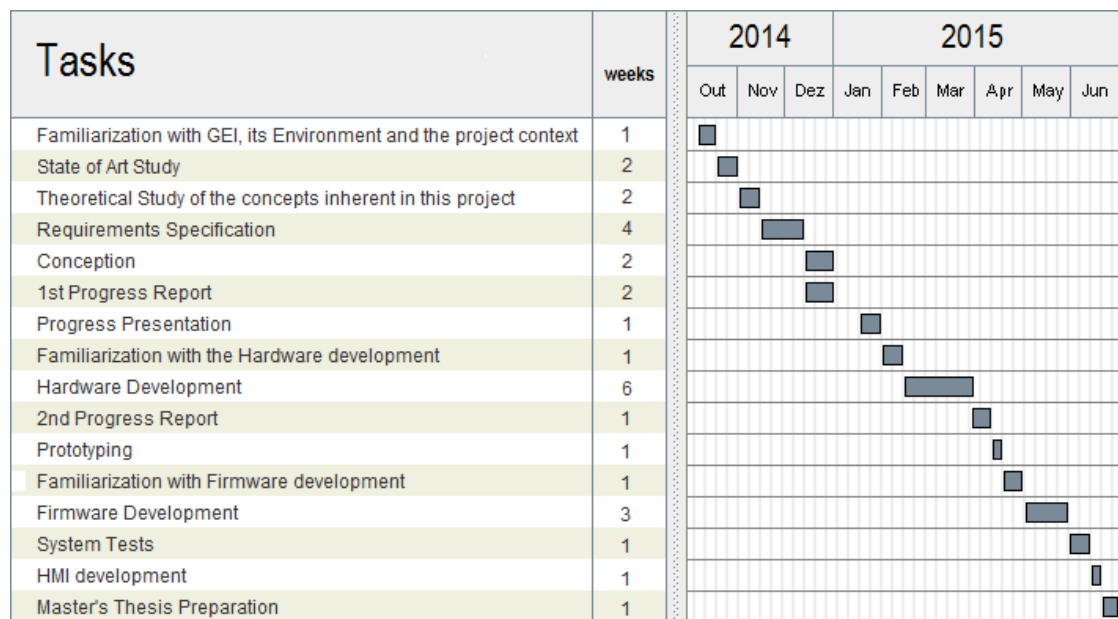 Tasks
weeks
2014 2015
Out Nov Dez Jan Feb Mar Apr May Jun
Familiarization with GEI, its Environment and the project context 1
State of Art Study 2
Theoretical Study of the concepts inherent in this project 2
Requirements Specification 4
Conception 2
1st Progress Report 2
Progress Presentation 1
Familiarization with the Hardware development 1
Hardware Development 6
2nd Progress Report 1
Prototyping 1
Familiarization with Firmware development 1
Firmware Development 3
System Tests 1
HMI development 1
Master's Thesis Preparation 1